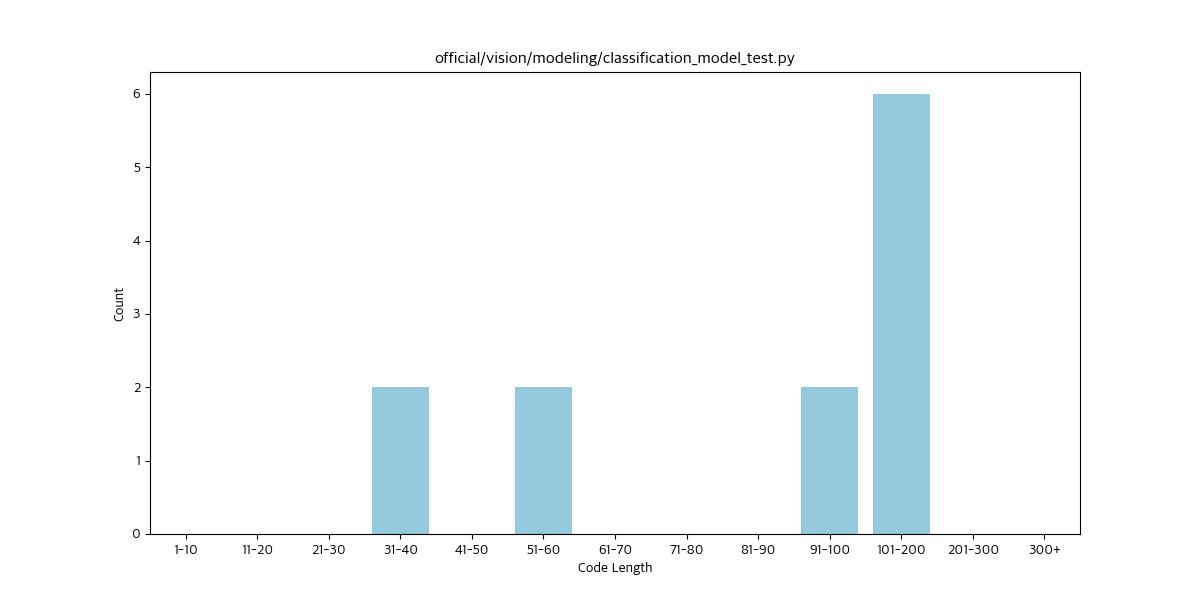 official/vision/modeling/classification_model_test.py
6
5
4
3
2
1
0
Count
1-10 11-20 21-30 31-40 41-50 51-60 61-70 71-80 81-90 91-100 101-200 201-300 300+
Code Length